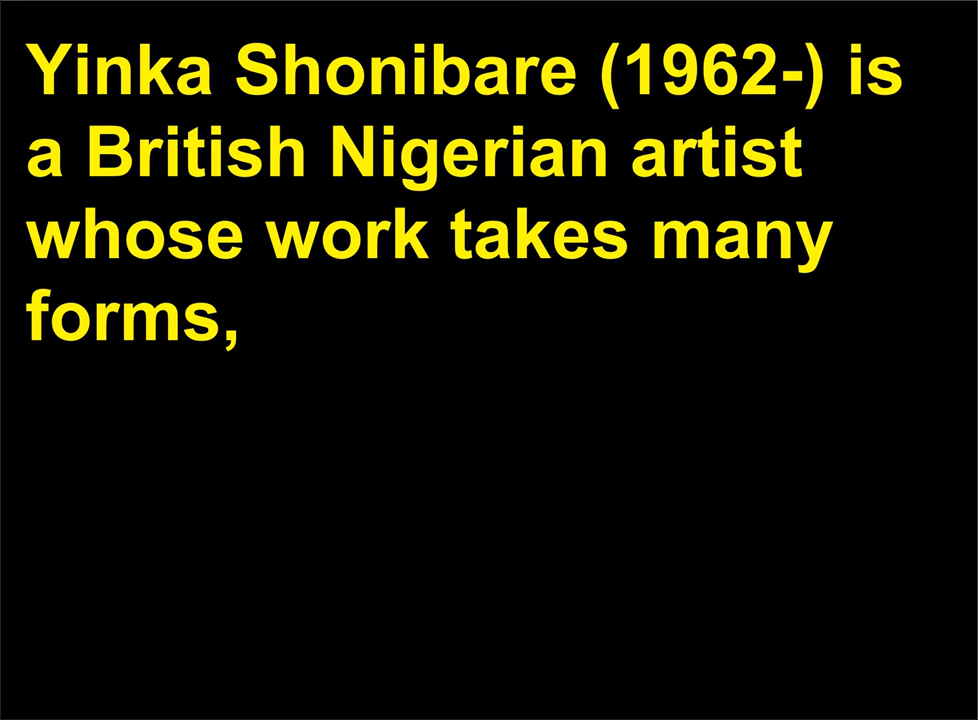 Yinka Shonibare (1962-) is
a British Nigerian artist
whose work takes many
forms,